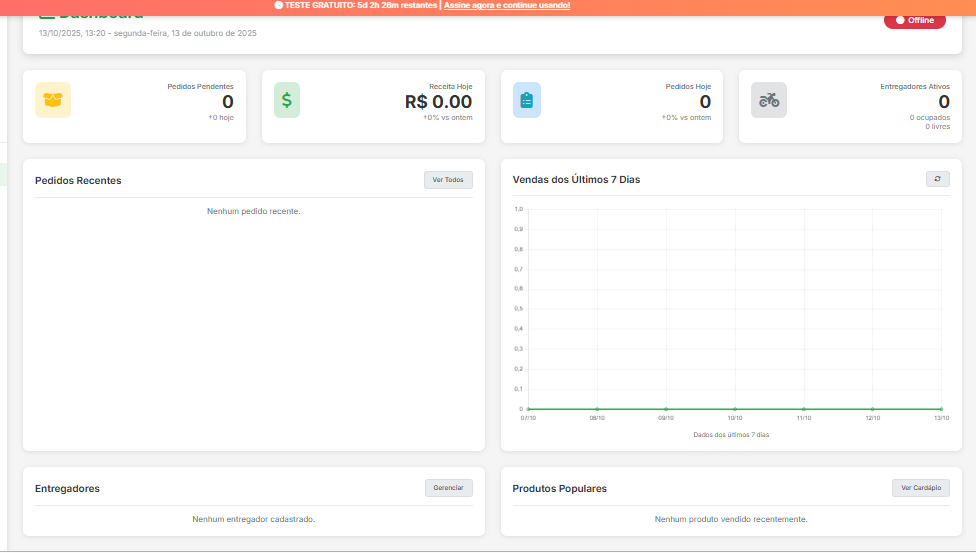 TESTE GRATUITO: 5d 2h 26m restantes | Assine agora e continue usando!
Dashboard
Offline
13/10/2025, 13:20 - segunda-feira, 13 de outubro de 2025
Pedidos Pendentes
0
+0 hoje
Receita Hoje
R$ 0.00
+0% vs ontem
Pedidos Hoje
0
+0% vs ontem
Entregadores Ativos
0
0 ocupados
0 livres
Pedidos Recentes
Ver Todos
Nenhum pedido recente.
Vendas dos Últimos 7 Dias
1,0
0,9
0,8
0,7
0,6
0,5
0,4
0,3
0,2
0,1
0
07/10 08/10 09/10 10/10 11/10 12/10 13/10
Dados dos últimos 7 dias
Entregadores
Gerenciar
Nenhum entregador cadastrado.
Produtos Populares
Ver Cardápio
Nenhum produto vendido recentemente.